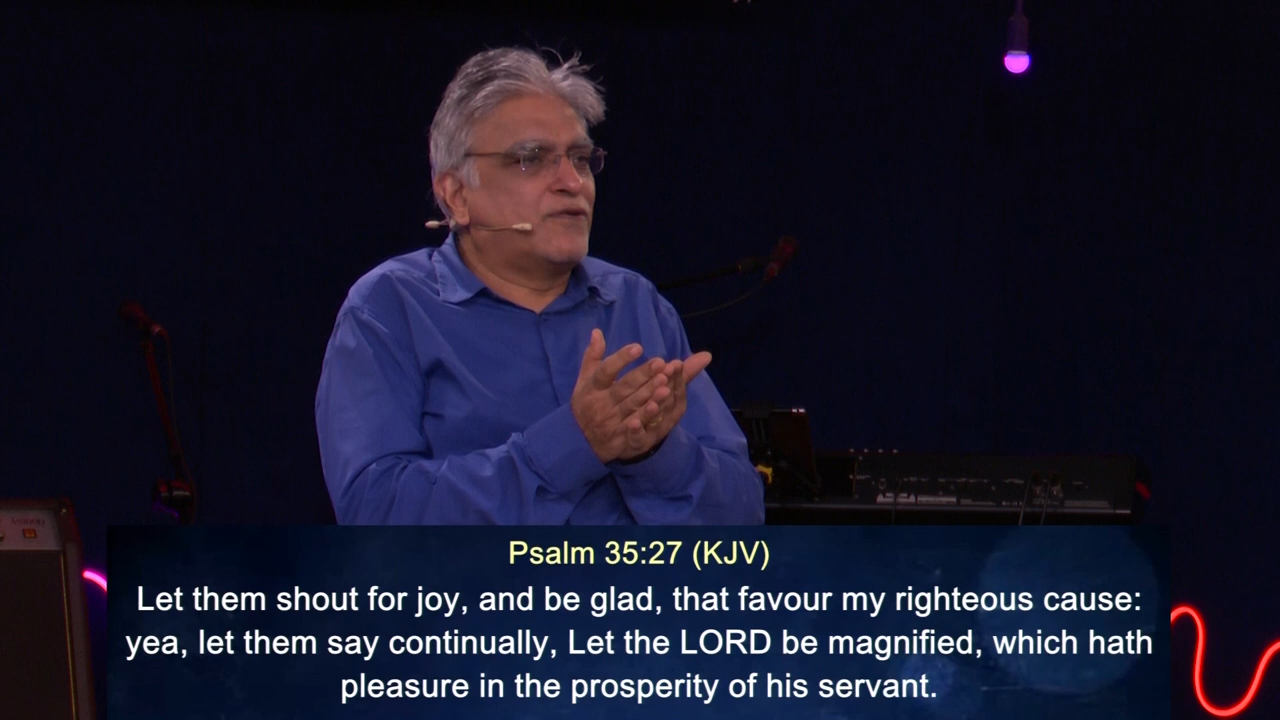 Psalm 35:27 (KJV)
Let them shout for joy, and be glad, that favour my righteous cause:
yea, let them say continually, Let the LORD be magnified, which hath
pleasure in the prosperity of his servant.